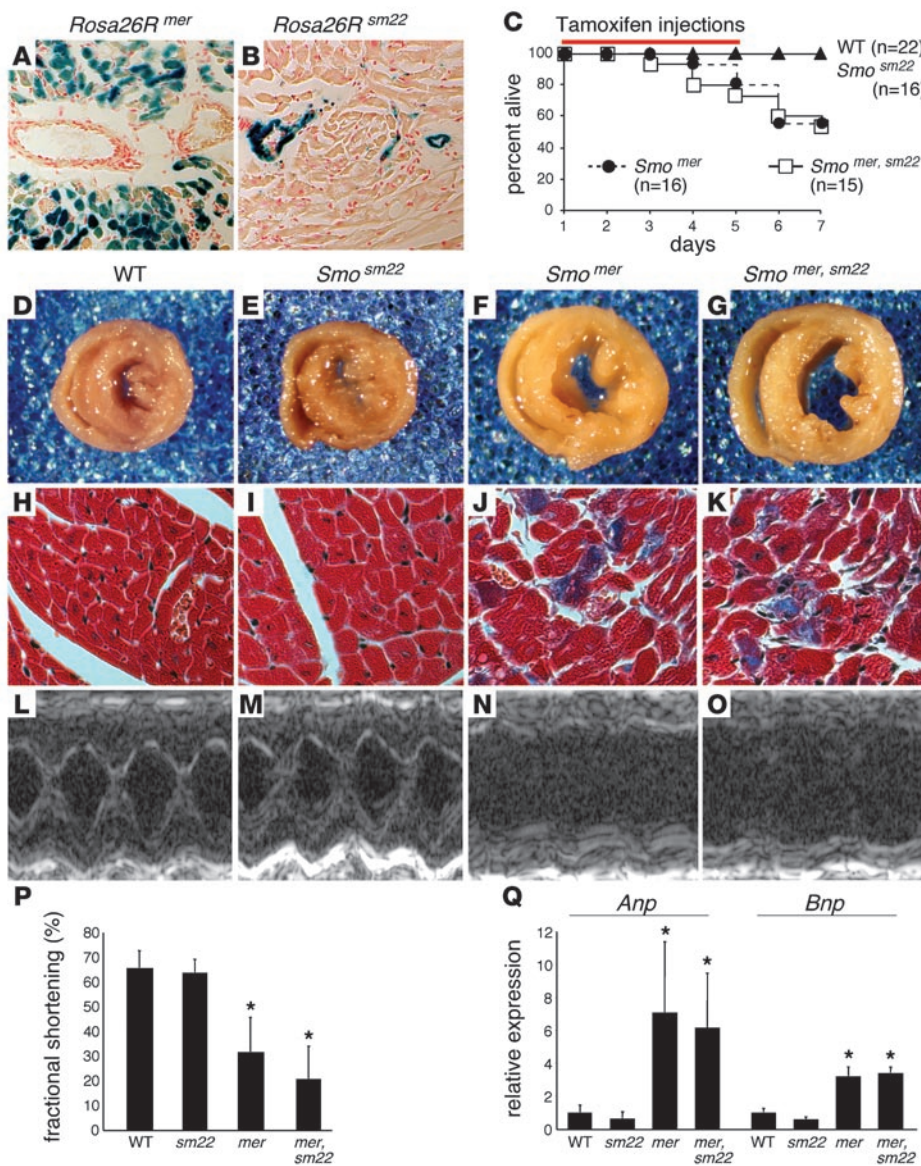 Rosa26R mer
Rosa26R sm22
A
B
C
Tamoxifen injections
percent alive
100
80
60
40
20
0
1 2 3 4 5 6 7
days
WT (n=22)
Smo sm22
(n=16)
Smo mer
(n=16)
Smo mer, sm22
(n=15)
WT
Smo sm22
Smo mer
Smo mer, sm22
D
E
F
G
H
I
J
K
L
M
N
O
P
fractional shortening (%)
80
70
60
50
40
30
20
10
0
* *
WT sm22 mer mer, sm22
Q
Anp Bnp
relative expression
12
10
8
6
4
2
0
* * * *
WT sm22 mer mer, sm22 WT sm22 mer mer, sm22